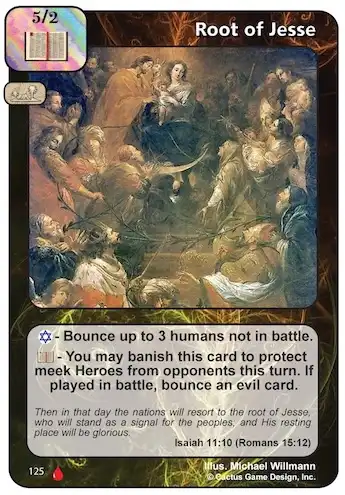 5/2
Root of Jesse
- Bounce up to 3 humans not in battle.
- You may banish this card to protect
meek Heroes from opponents this turn. If
played in battle, bounce an evil card.
Then in that day the nations will resort to the root of Jesse,
who will stand as a signal for the peoples, and His resting
place will be glorious.
Isaiah 11:10 (Romans 15:12)
125
Illus. Michael Willmann
© Cactus Game Design, Inc.